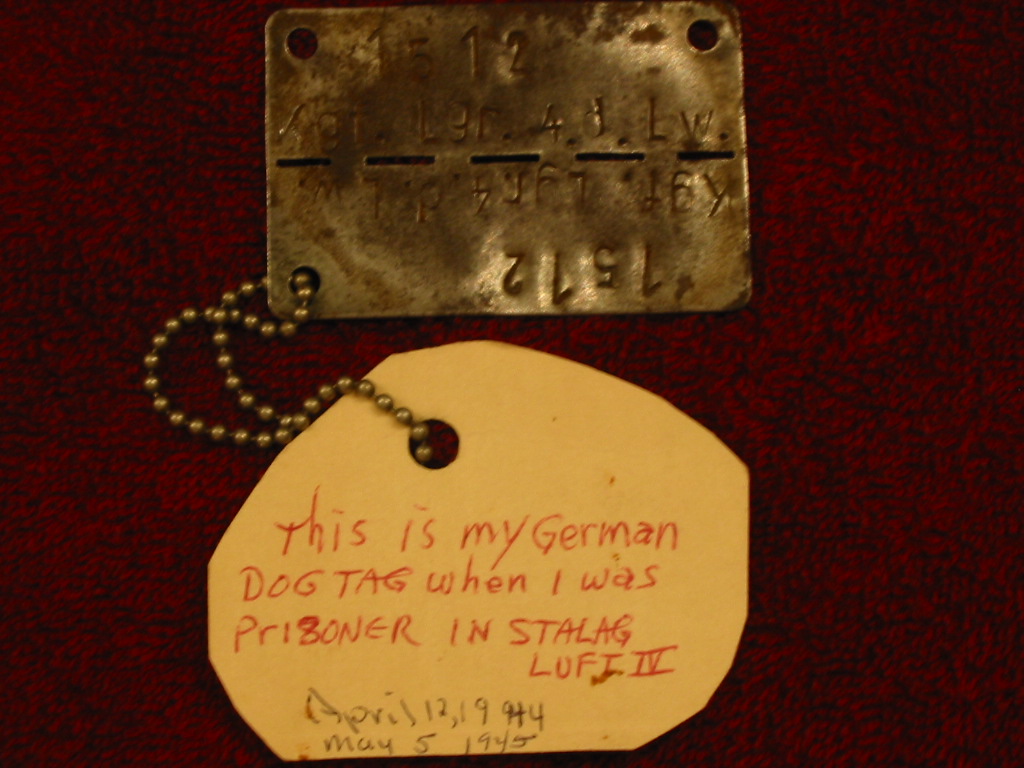 1512
Kgf. Lgr. 4. d. Lw.
Kgf. Lgr. 4. d. Lw.
1512
This is my German
DOG TAG when I was
PrISONER IN STALAG
LUFT IV
April 12, 1944
may 5 1945